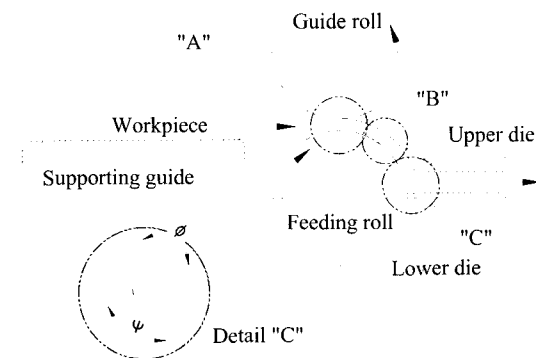 Guide roll
"A"
"B"
Workpiece
Upper die
Supporting guide
Feeding roll
"C"
Lower die
ø
ψ
Detail "C"